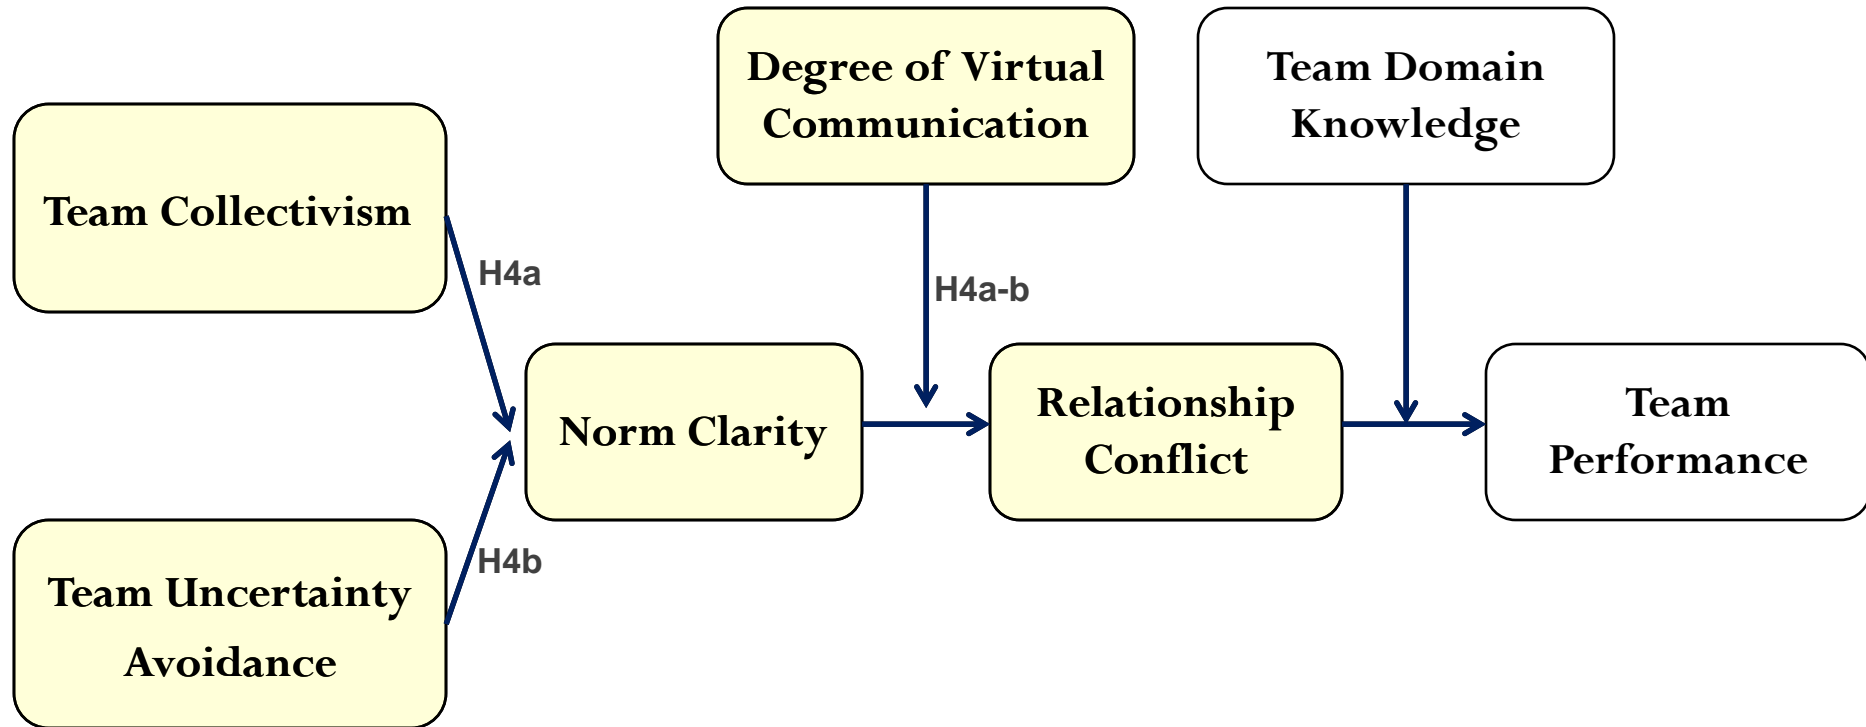 Degree of Virtual
Communication
Team Domain
Knowledge
Team Collectivism
H4a
H4a-b
Norm Clarity
Relationship
Conflict
Team
Performance
H4b
Team Uncertainty
Avoidance